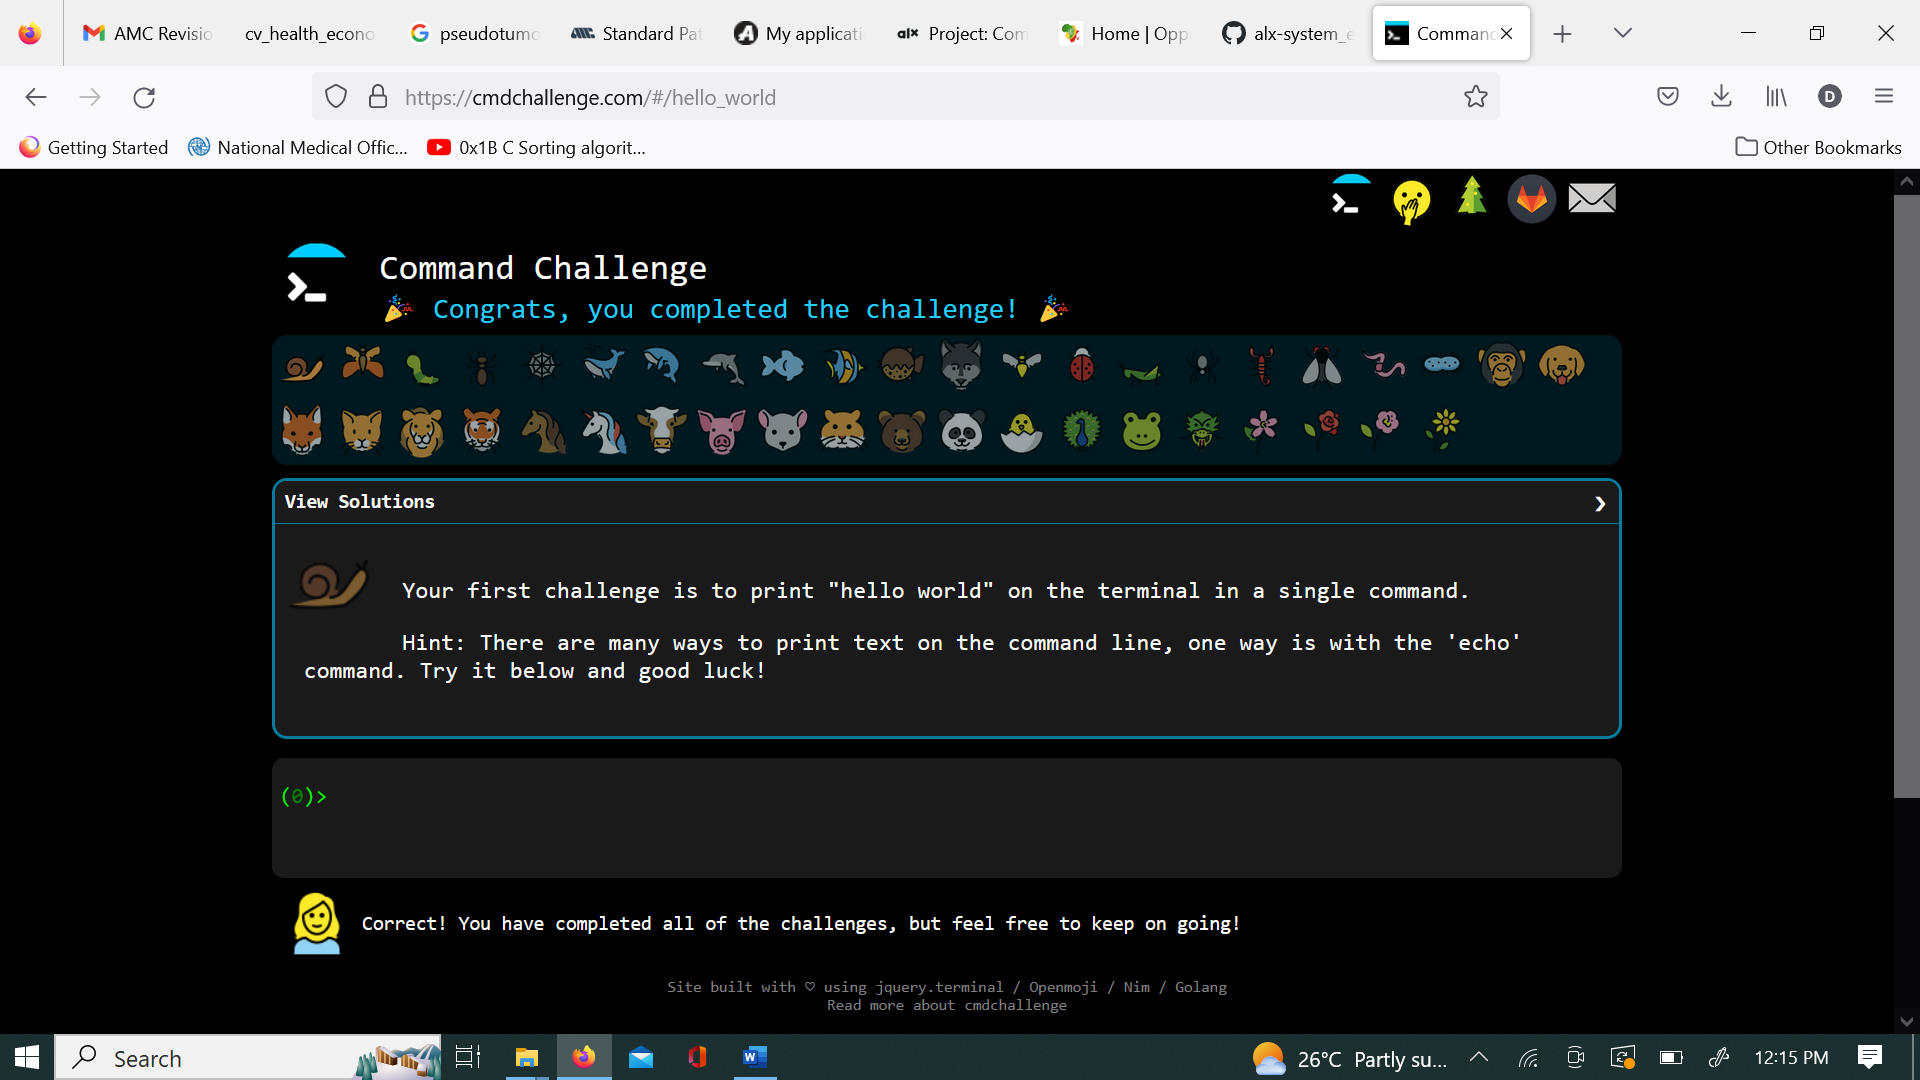 AMC Revisio
cv_health_econo
pseudotumo
Standard Pat
My applicati
alx Project: Com
Home | Opp
alx-system_e
Comman
https://cmdchallenge.com/#/hello_world
D
Getting Started
National Medical Offic...
0x1B C Sorting algorit...
Other Bookmarks
Command Challenge
Congrats, you completed the challenge!
View Solutions
Your first challenge is to print "hello world" on the terminal in a single command.
Hint: There are many ways to print text on the command line, one way is with the 'echo'
command. Try it below and good luck!
(0)>
Correct! You have completed all of the challenges, but feel free to keep on going!
Site built with ♡ using jquery.terminal / Openmoji / Nim / Golang
Read more about cmdchallenge
Search
26°C Partly su...
12:15 PM